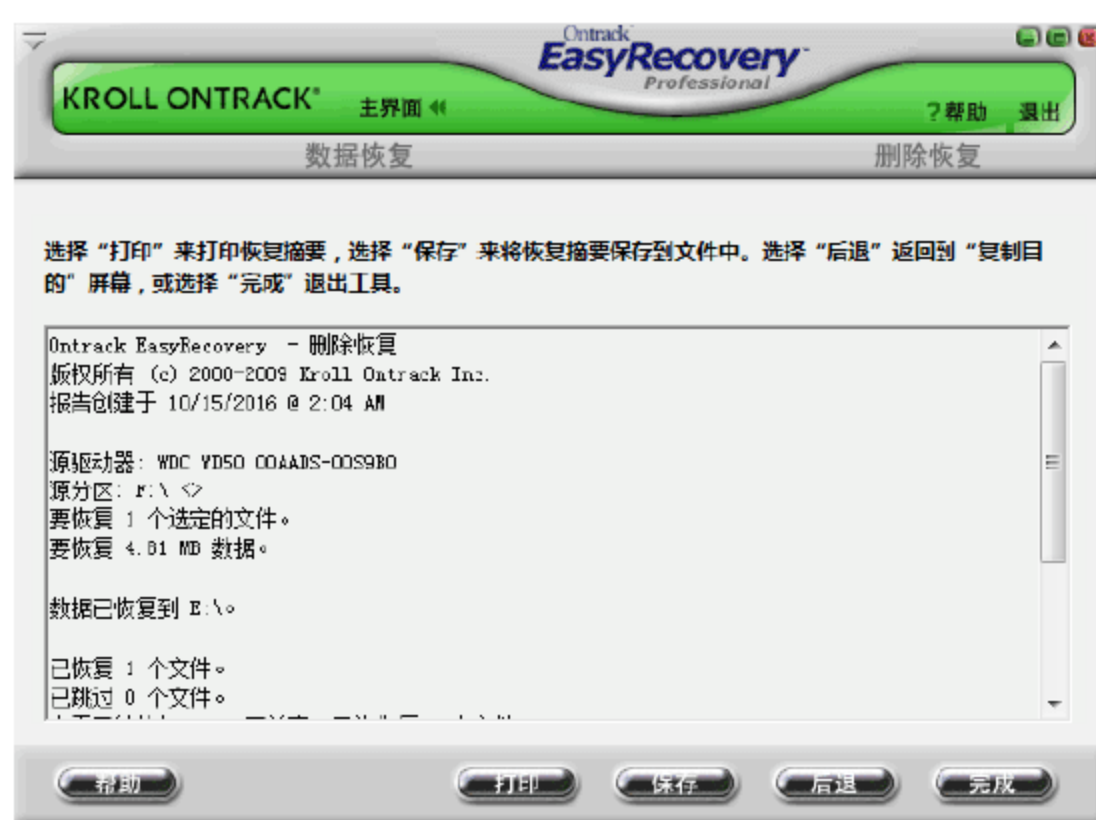 Ontrack
EasyRecovery
Professional
KROLL ONTRACK®
主界面
?帮助 退出
数据恢复 删除恢复
选择“打印”来打印恢复摘要，选择“保存”来将恢复摘要保存到文件中。选择“后退”返回到“复制目
的”屏幕，或选择“完成”退出工具。
Ontrack EasyRecovery - 删除恢复
版权所有 (c) 2000-2009 Kroll Ontrack Inc.
报告创建于 10/15/2016 @ 2:04 AM
源驱动器: WDC WD50 00AADS-00S9B0
源分区: F:\ <>
要恢复 1 个选定的文件。
要恢复 4.81 MB 数据。
数据已恢复到 E:\。
已恢复 1 个文件。
已跳过 0 个文件。
帮助 打印 保存 后退 完成